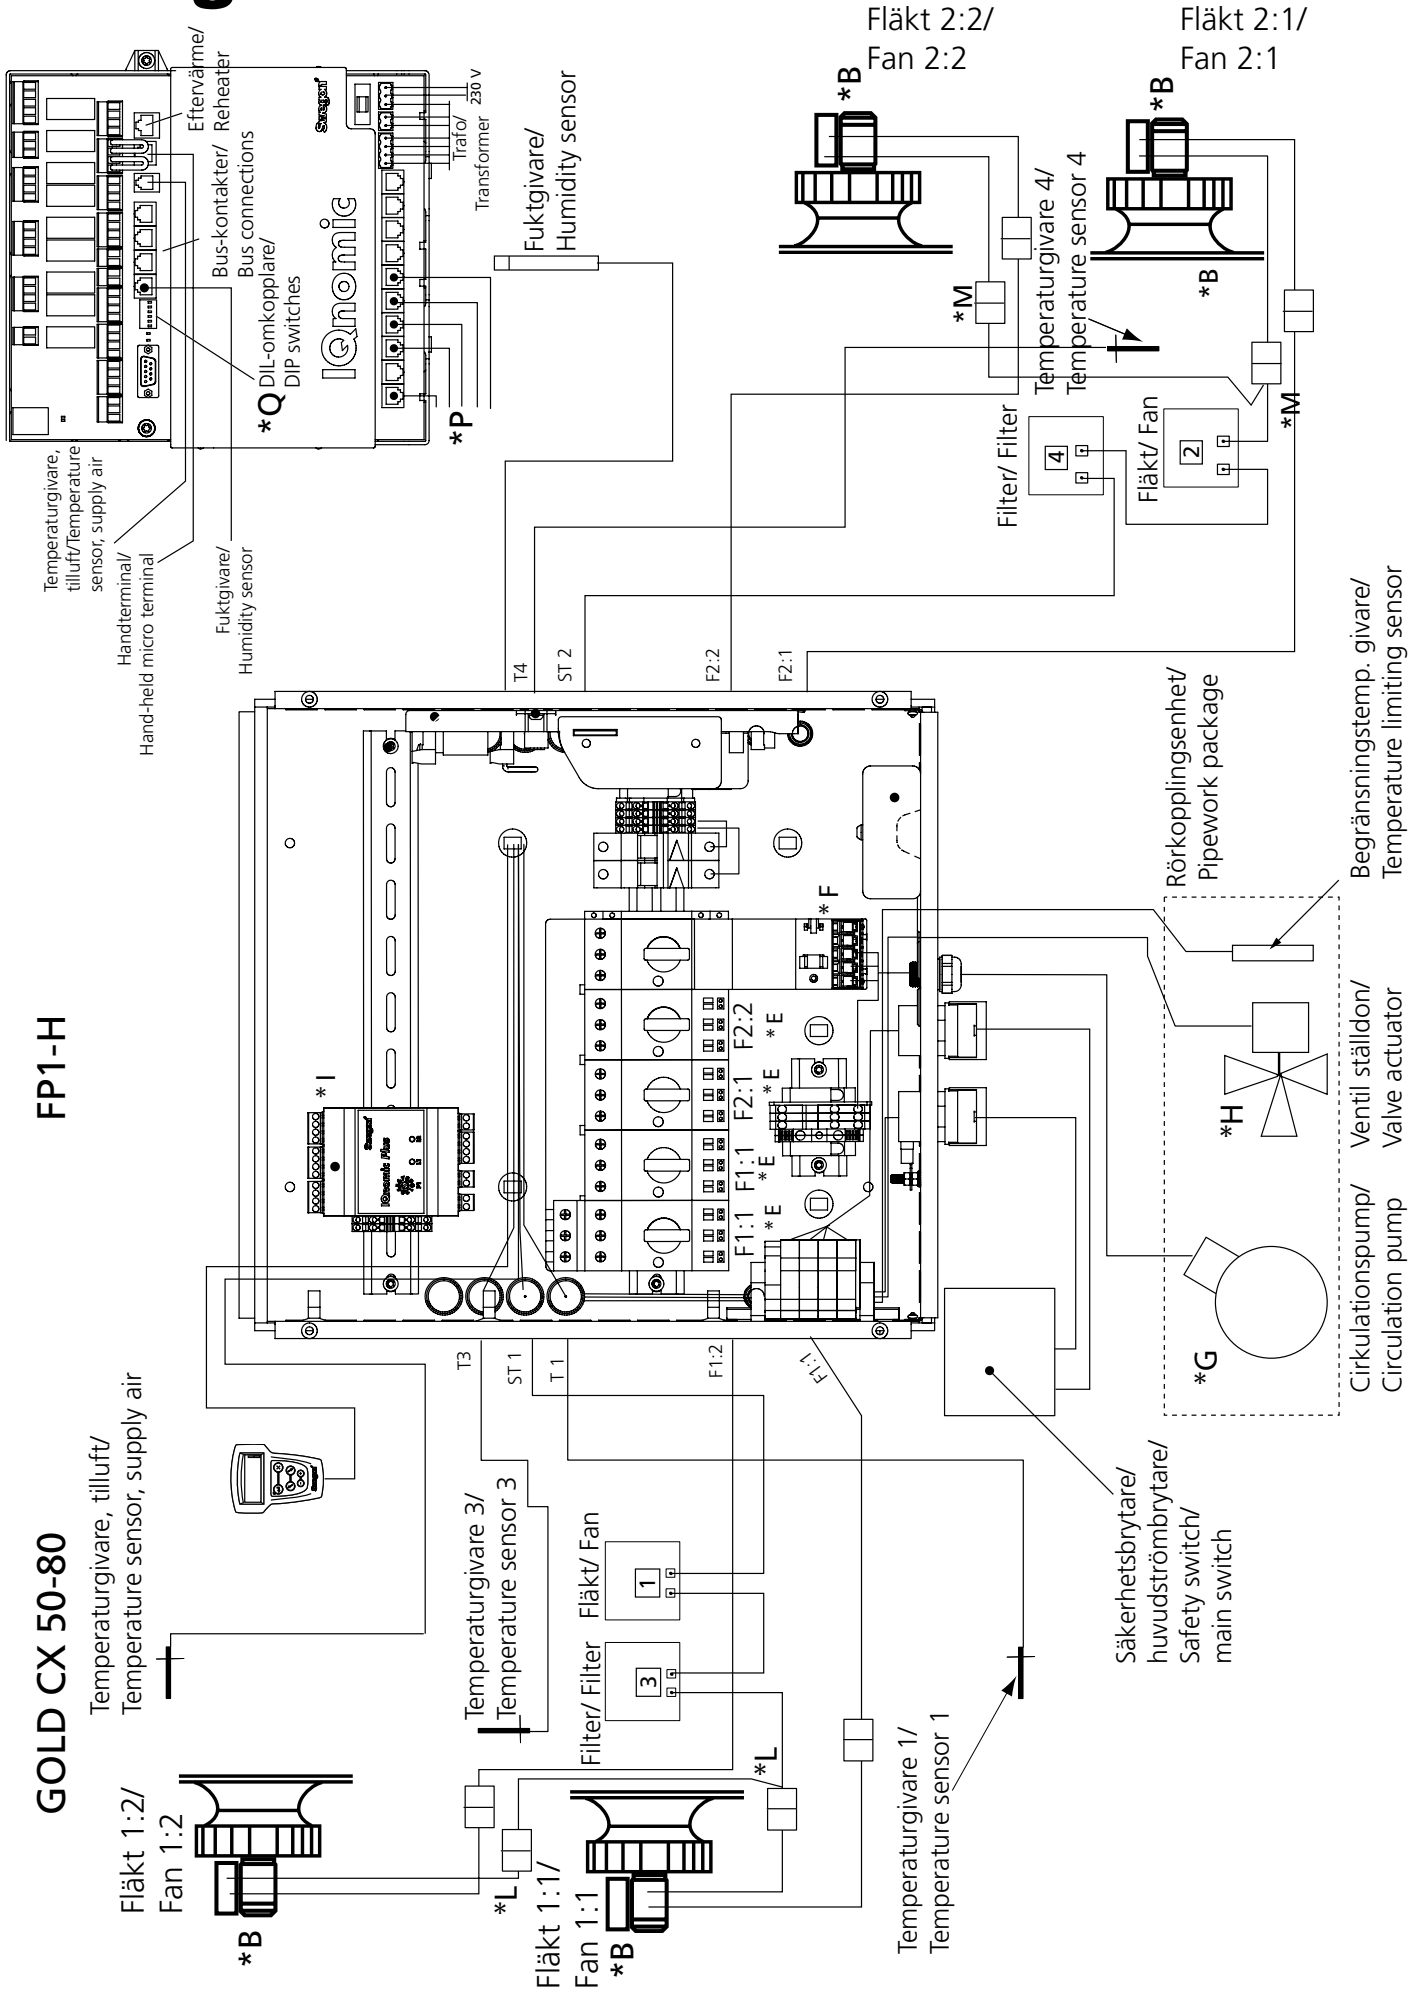 GOLD CX 50-80
FP1-H
Temperaturgivare, tilluft/
Temperature sensor, supply air
Fläkt 1:2/
Fan 1:2
*B
*L
Fläkt 1:1/
Fan 1:1
*B
*L
Temperaturgivare 3/
Temperature sensor 3
Filter/ Filter
3
Fläkt/ Fan
1
Temperaturgivare 1/
Temperature sensor 1
T3
ST 1
T 1
F1:2
F1:1
Säkerhetsbrytare/
huvudströmbrytare/
Safety switch/
main switch
*I
Swegon
IQnomic Plus
F1:1
F1:1
F2:1
F2:2
*E
*E
*E
*E
*F
*G
Cirkulationspump/
Circulation pump
*H
Ventil ställdon/
Valve actuator
Rörkopplingsenhet/
Pipework package
Begränsningstemp. givare/
Temperature limiting sensor
T4
ST 2
F2:2
F2:1
Temperaturgivare,
tilluft/Temperature
sensor, supply air
Handterminal/
Hand-held micro terminal
Fuktgivare/
Humidity sensor
*Q
DIL-omkopplare/
DIP switches
Bus-kontakter/
Bus connections
Eftervärme/
Reheater
Swegon
IQnomic
*P
Trafo/
Transformer
230 V
Fuktgivare/
Humidity sensor
Filter/ Filter
4
Fläkt/ Fan
2
Temperaturgivare 4/
Temperature sensor 4
*M
*M
Fläkt 2:2/
Fan 2:2
*B
Fläkt 2:1/
Fan 2:1
*B
*B